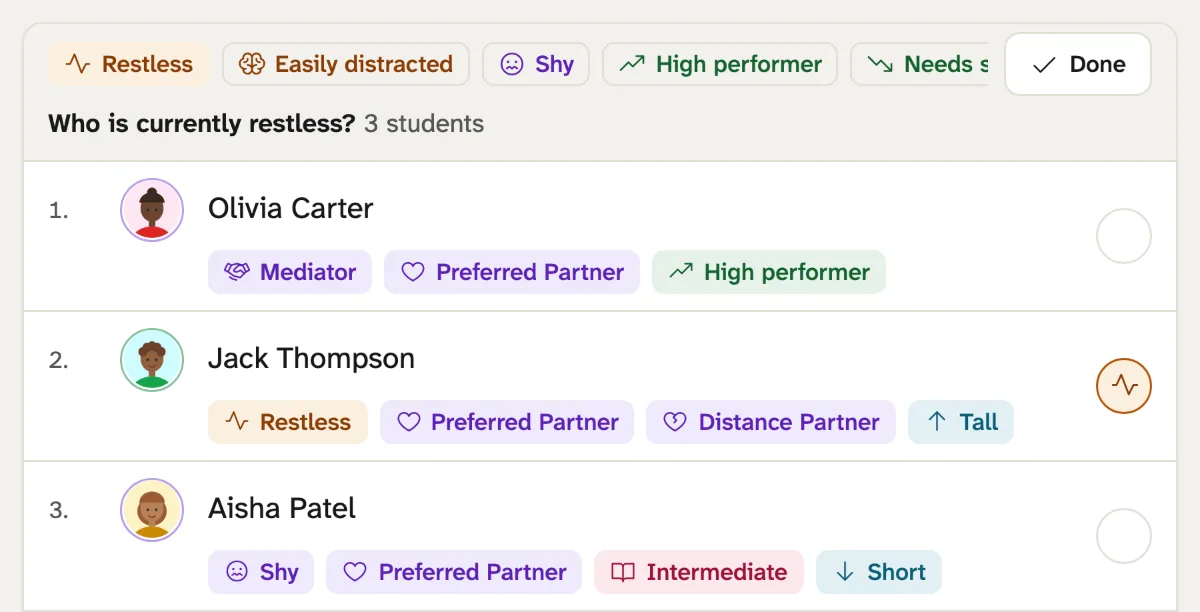 Restless Easily distracted Shy High performer Needs s Done
Who is currently restless? 3 students
1. Olivia Carter
Mediator Preferred Partner High performer
2. Jack Thompson
Restless Preferred Partner Distance Partner Tall
3. Aisha Patel
Shy Preferred Partner Intermediate Short